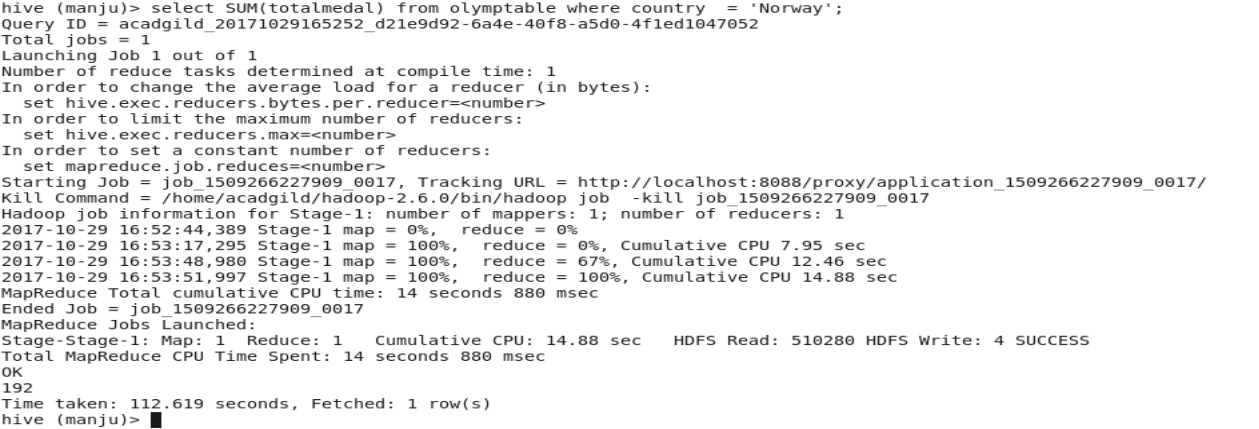 hive (manju)> select SUM(totalmedal) from olymptable where country  = 'Norway';
Query ID = acadgild_20171029165252_d21e9d92-6a4e-40f8-a5d0-4f1ed1047052
Total jobs = 1
Launching Job 1 out of 1
Number of reduce tasks determined at compile time: 1
In order to change the average load for a reducer (in bytes):
  set hive.exec.reducers.bytes.per.reducer=<number>
In order to limit the maximum number of reducers:
  set hive.exec.reducers.max=<number>
In order to set a constant number of reducers:
  set mapreduce.job.reduces=<number>
Starting Job = job_1509266227909_0017, Tracking URL = http://localhost:8088/proxy/application_1509266227909_0017/
Kill Command = /home/acadgild/hadoop-2.6.0/bin/hadoop job  -kill job_1509266227909_0017
Hadoop job information for Stage-1: number of mappers: 1; number of reducers: 1
2017-10-29 16:52:44,389 Stage-1 map = 0%,  reduce = 0%
2017-10-29 16:53:17,295 Stage-1 map = 100%,  reduce = 0%, Cumulative CPU 7.95 sec
2017-10-29 16:53:48,980 Stage-1 map = 100%,  reduce = 67%, Cumulative CPU 12.46 sec
2017-10-29 16:53:51,997 Stage-1 map = 100%,  reduce = 100%, Cumulative CPU 14.88 sec
MapReduce Total cumulative CPU time: 14 seconds 880 msec
Ended Job = job_1509266227909_0017
MapReduce Jobs Launched:
Stage-Stage-1: Map: 1  Reduce: 1   Cumulative CPU: 14.88 sec   HDFS Read: 510280 HDFS Write: 4 SUCCESS
Total MapReduce CPU Time Spent: 14 seconds 880 msec
OK
192
Time taken: 112.619 seconds, Fetched: 1 row(s)
hive (manju)>